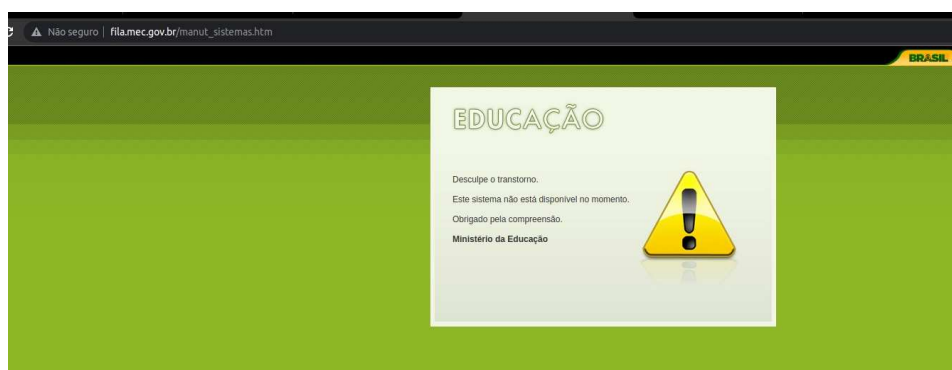 Não seguro | fila.mec.gov.br/manut_sistemas.htm
BRASIL
EDUCAÇÃO
Desculpe o transtorno.
Este sistema não está disponível no momento.
Obrigado pela compreensão.
Ministério da Educação